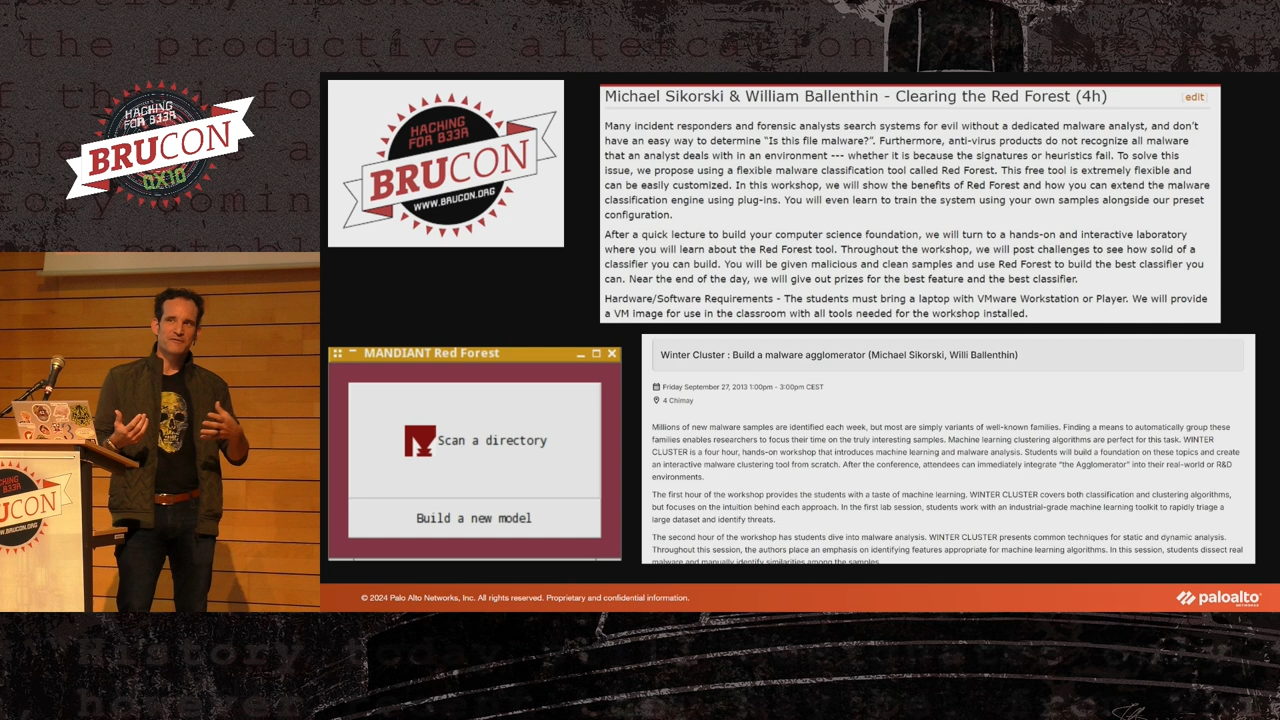 the productive altercation
HACKING
FOR B33R
BRUCON
0X10
HACKING
FOR B33R
BRUCON
WWW.BRUCON.ORG
Michael Sikorski & William Ballenthin - Clearing the Red Forest (4h)
[edit]
Many incident responders and forensic analysts search systems for evil without a dedicated malware analyst, and don't
have an easy way to determine "Is this file malware?". Furthermore, anti-virus products do not recognize all malware
that an analyst deals with in an environment --- whether it is because the signatures or heuristics fail. To solve this
issue, we propose using a flexible malware classification tool called Red Forest. This free tool is extremely flexible and
can be easily customized. In this workshop, we will show the benefits of Red Forest and how you can extend the malware
classification engine using plug-ins. You will even learn to train the system using your own samples alongside our preset
configuration.
After a quick lecture to build your computer science foundation, we will turn to a hands-on and interactive laboratory
where you will learn about the Red Forest tool. Throughout the workshop, we will post challenges to see how solid of a
classifier you can build. You will be given malicious and clean samples and use Red Forest to build the best classifier you
can. Near the end of the day, we will give out prizes for the best feature and the best classifier.
Hardware/Software Requirements - The students must bring a laptop with VMware Workstation or Player. We will provide
a VM image for use in the classroom with all tools needed for the workshop installed.
MANDIANT Red Forest
Scan a directory
Build a new model
Winter Cluster : Build a malware agglomerator (Michael Sikorski, Willi Ballenthin)
Friday September 27, 2013 1:00pm - 3:00pm CEST
4 Chimay
Millions of new malware samples are identified each week, but most are simply variants of well-known families. Finding a means to automatically group these
families enables researchers to focus their time on the truly interesting samples. Machine learning clustering algorithms are perfect for this task. WINTER
CLUSTER is a four hour, hands-on workshop that introduces machine learning and malware analysis. Students will build a foundation on these topics and create
an interactive malware clustering tool from scratch. After the conference, attendees can immediately integrate "the Agglomerator" into their real-world or R&D
environments.
The first hour of the workshop provides the students with a taste of machine learning. WINTER CLUSTER covers both classification and clustering algorithms,
but focuses on the intuition behind each approach. In the first lab session, students work with an industrial-grade machine learning toolkit to rapidly triage a
large dataset and identify threats.
The second hour of the workshop has students dive into malware analysis. WINTER CLUSTER presents common techniques for static and dynamic analysis.
Throughout this session, the authors place an emphasis on identifying features appropriate for machine learning algorithms. In this session, students dissect real
malware and manually identify similarities among the samples.
UCON
WW.BRUCON.ORG
© 2024 Palo Alto Networks, Inc. All rights reserved. Proprietary and confidential information.
paloalto
NETWORKS
History today
however